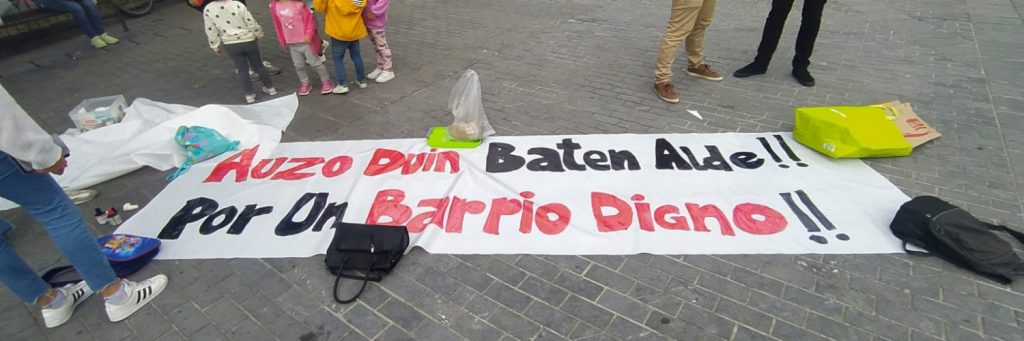 Auzo Duin Baten Alde!!
Por Un Barrio Digno!!